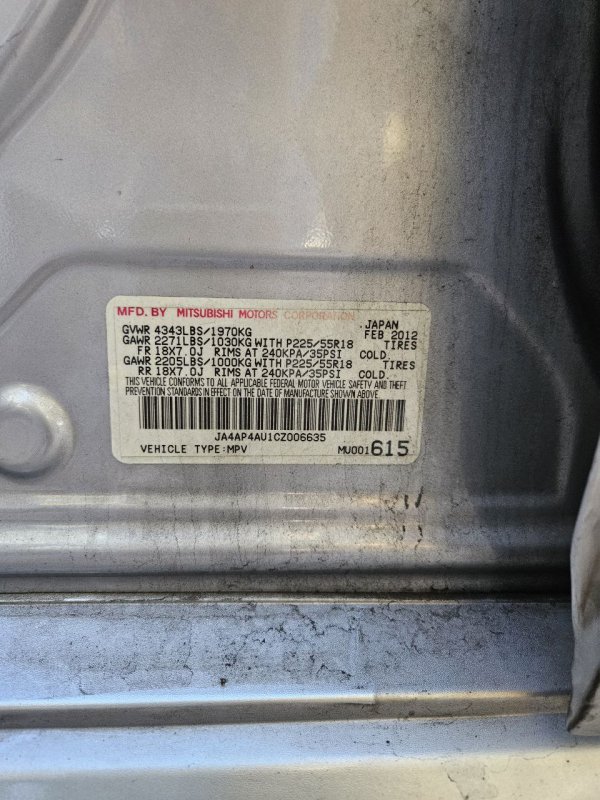 MFD. BY MITSUBISHI MOTORS CORPORATION
JAPAN
GVWR 4343LBS/1970KG FEB 2012
GAWR 2271LBS/1030KG WITH P225/55R18 TIRES
FR 18X7.0J RIMS AT 240KPA/35PSI COLD.
GAWR 2205LBS/1000KG WITH P225/55R18 TIRES
RR 18X7.0J RIMS AT 240KPA/35PSI COLD.
THIS VEHICLE CONFORMS TO ALL APPLICABLE FEDERAL MOTOR VEHICLE SAFETY AND THEFT
PREVENTION STANDARDS IN EFFECT ON THE DATE OF MANUFACTURE SHOWN ABOVE.
JA4AP4AU1CZ006635
VEHICLE TYPE:MPV MU001615